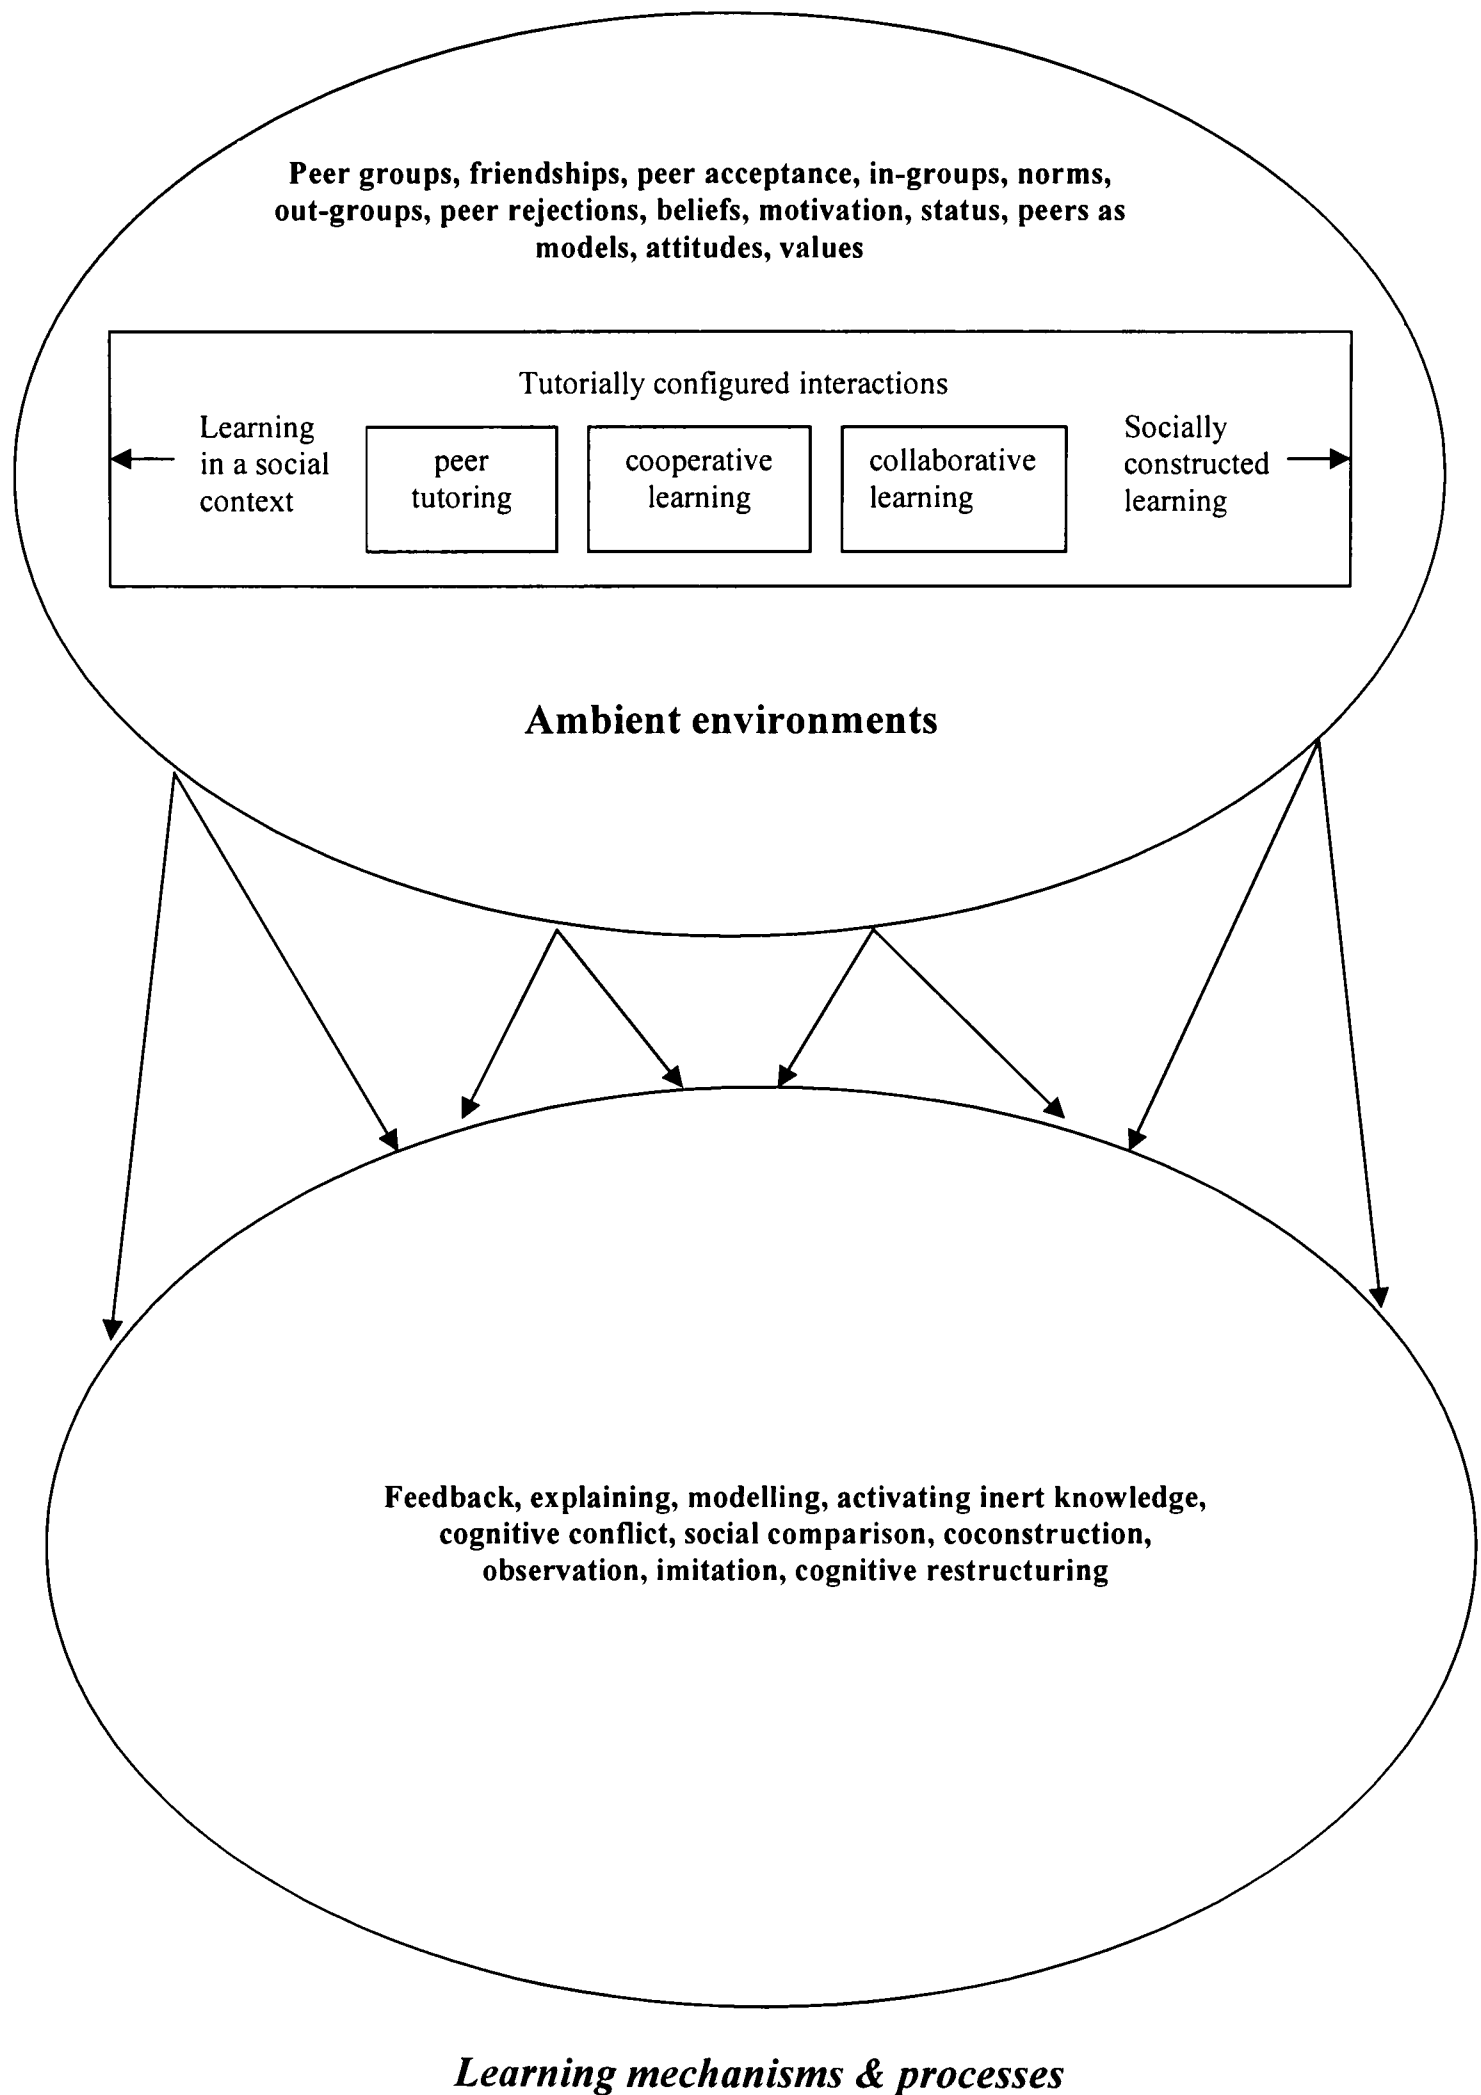 Peer groups, friendships, peer acceptance, in-groups, norms,
out-groups, peer rejections, beliefs, motivation, status, peers as
models, attitudes, values
Tutorially configured interactions
Learning
in a social
context
peer
tutoring
cooperative
learning
collaborative
learning
Socially
constructed
learning
Ambient environments
Feedback, explaining, modelling, activating inert knowledge,
cognitive conflict, social comparison, coconstruction,
observation, imitation, cognitive restructuring
Learning mechanisms & processes